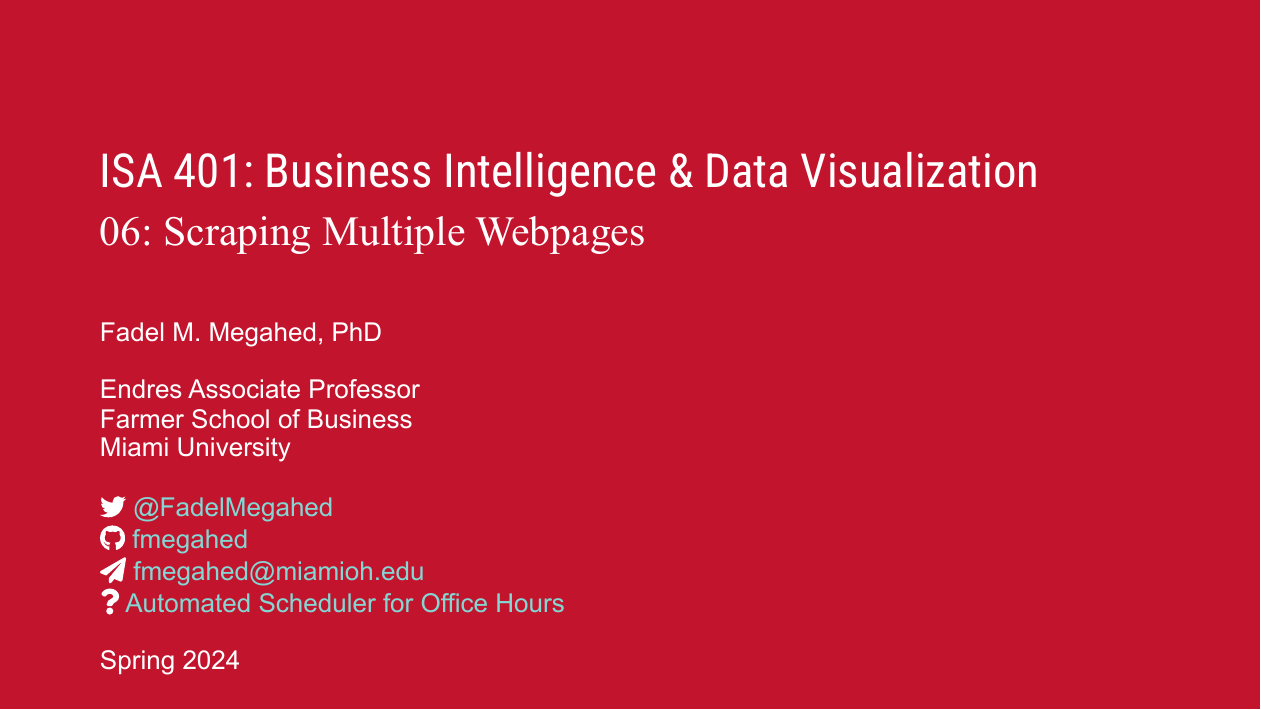 ISA 401: Business Intelligence & Data Visualization
06: Scraping Multiple Webpages
Fadel M. Megahed, PhD
Endres Associate Professor
Farmer School of Business
Miami University
@FadelMegahed
fmegahed
fmegahed@miamioh.edu
? Automated Scheduler for Office Hours
Spring 2024